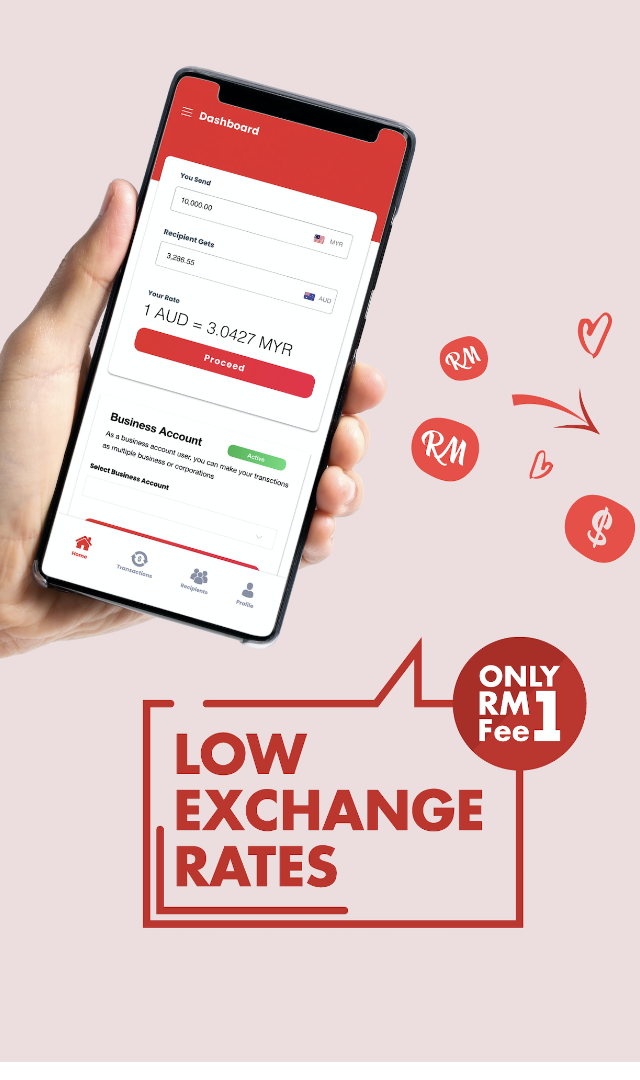 Dashboard
You Send
10,000.00
MYR
Recipient Gets
3,286.55
AUD
Your Rate
1 AUD = 3.0427 MYR
Proceed
Business Account
Active
As a business account user, you can make your transctions
as multiple business or corporations
Select Business Account
Home
Transactions
Recipients
Profile
RM
RM
$
ONLY
RM1
Fee
LOW
EXCHANGE
RATES